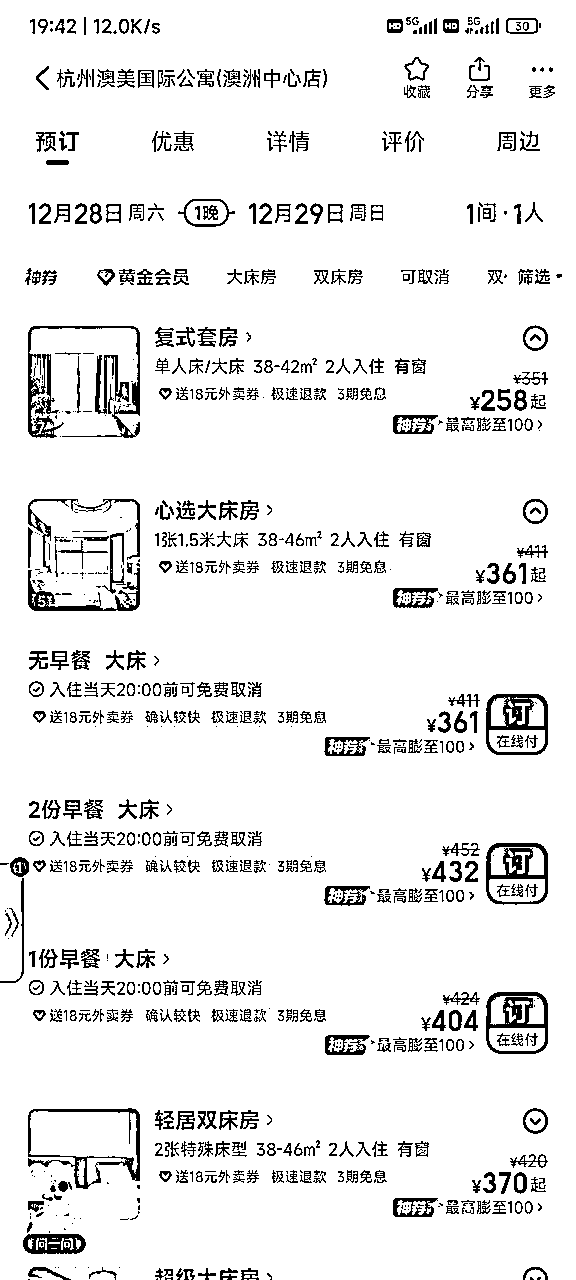 19:42 | 12.0K/s HD 5G HD 5G 30
杭州澳美国际公寓(澳洲中心店) 收藏 分享 更多
预订 优惠 详情 评价 周边
12月28日 周六 1晚 12月29日 周日 1间·1人
神券 黄金会员 大床房 双床房 可取消 双 筛选
复式套房
单人床/大床 38-42㎡ 2人入住 有窗
¥351
送18元外卖券 极速退款 3期免息
¥258起
神券 最高膨至100
心选大床房
1张1.5米大床 38-46㎡ 2人入住 有窗
¥411
送18元外卖券 极速退款 3期免息
¥361起
神券 最高膨至100
无早餐 大床
入住当天20:00前可免费取消
¥411
送18元外卖券 确认较快 极速退款 3期免息
¥361 订
在线付
神券 最高膨至100
2份早餐 大床
入住当天20:00前可免费取消
¥452
送18元外卖券 确认较快 极速退款 3期免息
¥432 订
在线付
神券 最高膨至100
1份早餐 大床
入住当天20:00前可免费取消
¥424
送18元外卖券 确认较快 极速退款 3期免息
¥404 订
在线付
神券 最高膨至100
轻居双床房
2张特殊床型 38-46㎡ 2人入住 有窗
¥420
送18元外卖券 极速退款 3期免息
¥370起
神券 最高膨至100
问一问
超级大床房